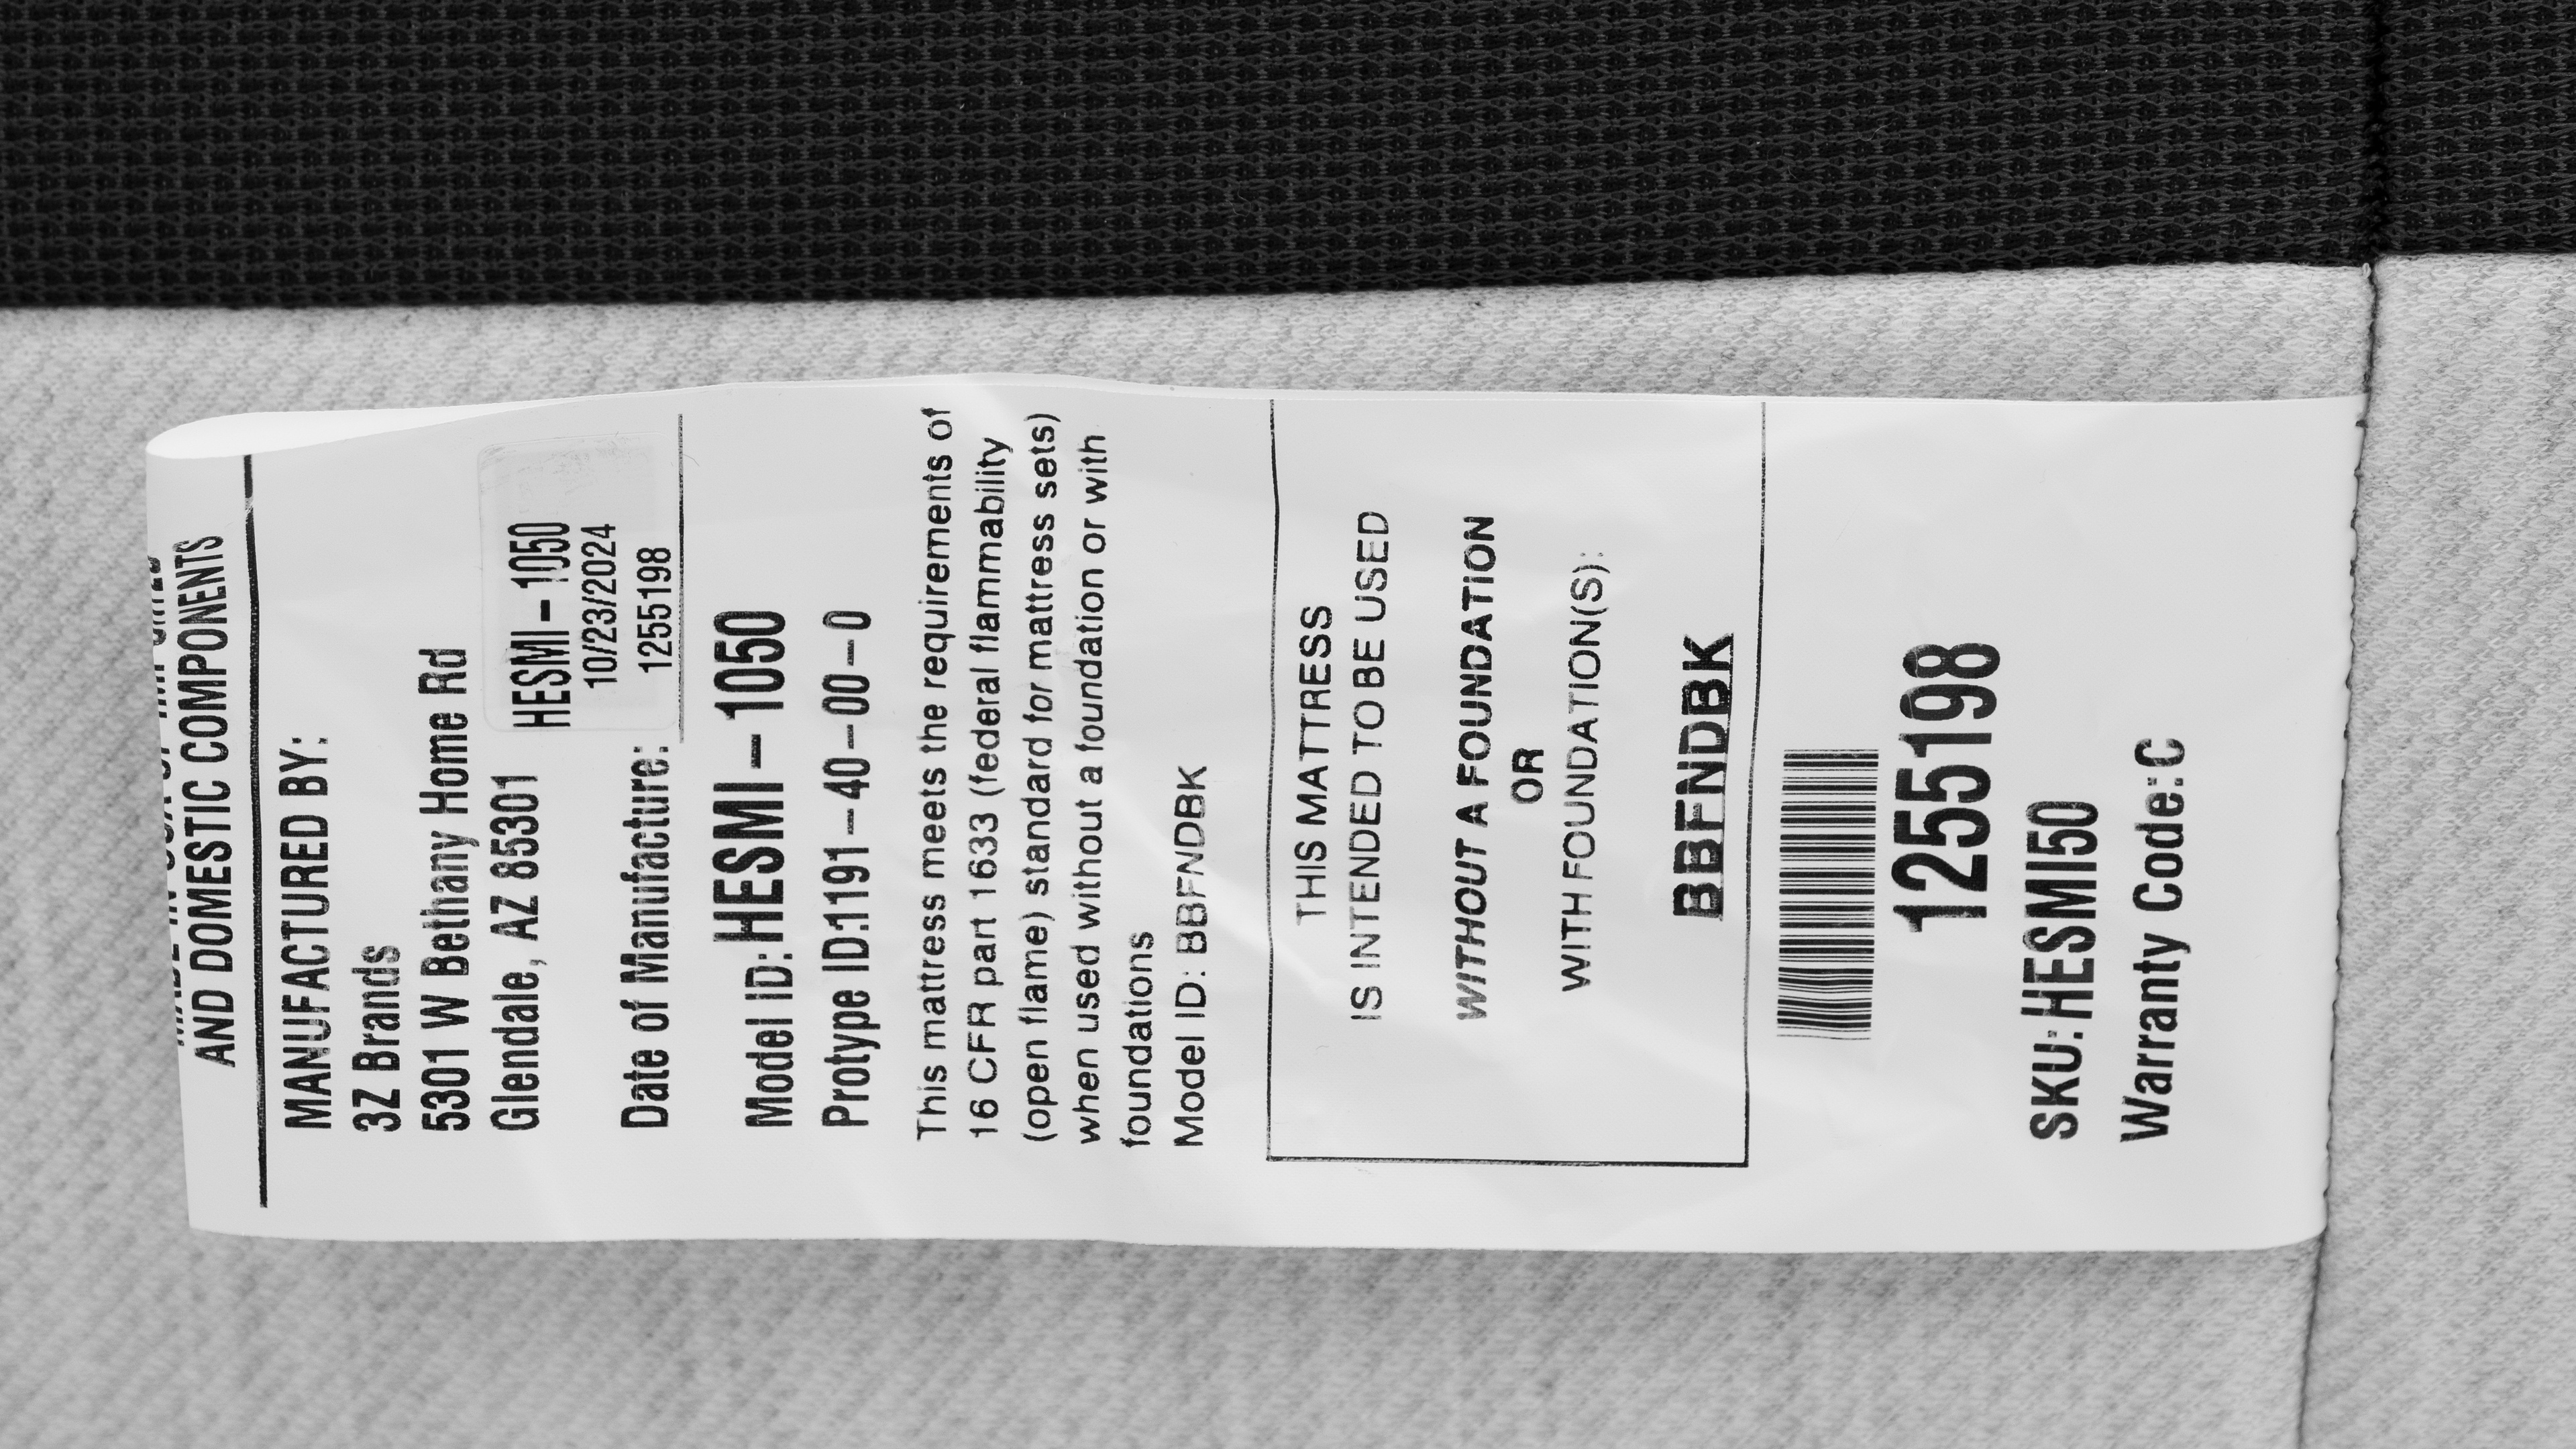 AND DOMESTIC COMPONENTS
MANUFACTURED BY:
3Z Brands
5301 W Bethany Home Rd
Glendale, AZ 85301
HESMI-1050
10/23/2024
1255198
Date of Manufacture:
Model ID: HESMI-1050
Protype ID:1191-40-00-0
This mattress meets the requirements of
16 CFR part 1633 (federal flammability
(open flame) standard for mattress sets)
when used without a foundation or with
foundations
Model ID: BBFNDBK
THIS MATTRESS
IS INTENDED TO BE USED
WITHOUT A FOUNDATION
OR
WITH FOUNDATION(S):
BBFNDBK
1255198
SKU:HESMI50
Warranty Code:C